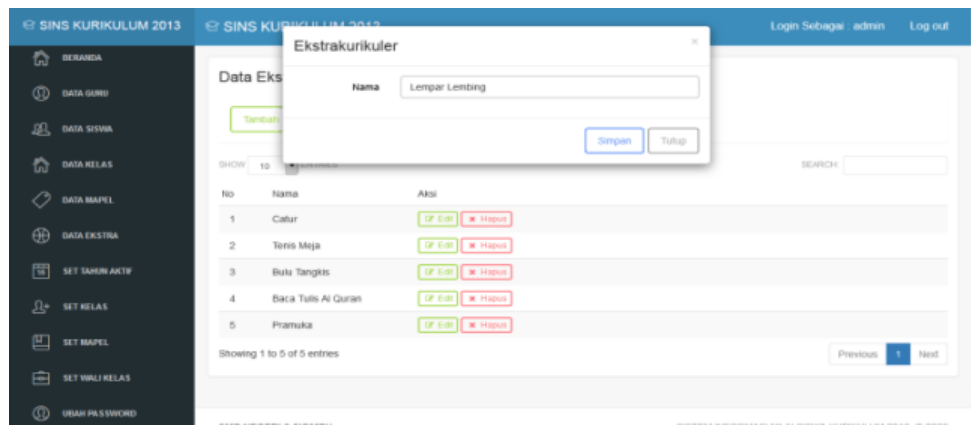 SINS KURIKULUM 2013
SINS KURIKULUM 2013
Login Sebagai : admin
Log out
BERANDA
DATA GURU
DATA SISWA
DATA KELAS
DATA MAPEL
DATA EKSTRA
SET TAHUN AKTIF
SET KELAS
SET MAPEL
SET WALI KELAS
UBAH PASSWORD
Ekstrakurikuler
×
Nama
Lempar Lembing
Simpan
Tutup
Data Eks
Tambah
SHOW 10 ENTRIES
SEARCH:
No Nama Aksi
1 Catur Edit Hapus
2 Tenis Meja Edit Hapus
3 Bulu Tangkis Edit Hapus
4 Baca Tulis Al Quran Edit Hapus
5 Pramuka Edit Hapus
Showing 1 to 5 of 5 entries
Previous 1 Next